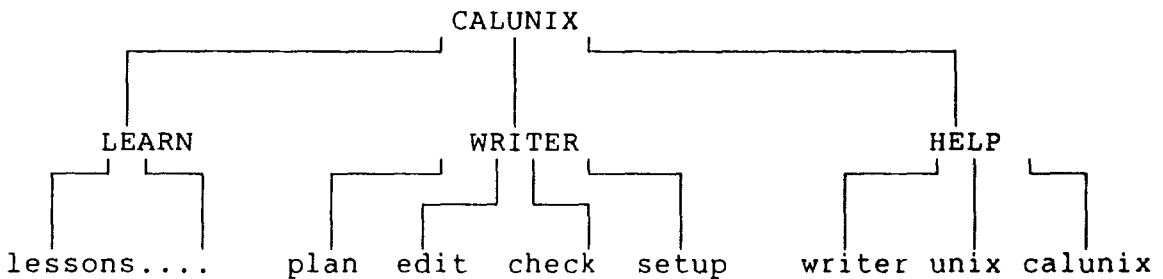 CALUNIX
LEARN WRITER HELP
lessons.... plan edit check setup writer unix calunix